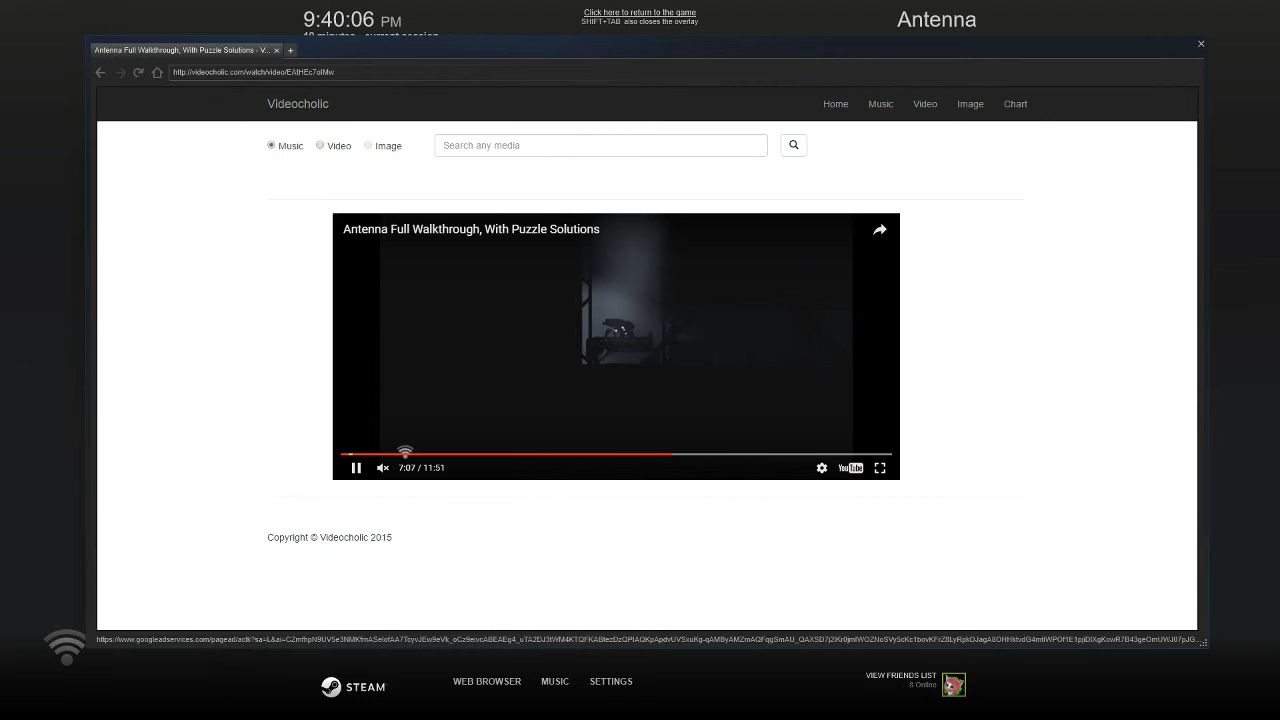 9:40:06 PM
Click here to return to the game
SHIFT+TAB also closes the overlay
Antenna
Antenna Full Walkthrough, With Puzzle Solutions - V...
http://videocholic.com/watch/video/EAtHEc7olMw
Videocholic
Home Music Video Image Chart
Music Video Image Search any media
Antenna Full Walkthrough, With Puzzle Solutions
7:07 / 11:51
YouTube
Copyright © Videocholic 2015
STEAM
WEB BROWSER MUSIC SETTINGS
VIEW FRIENDS LIST
8 Online